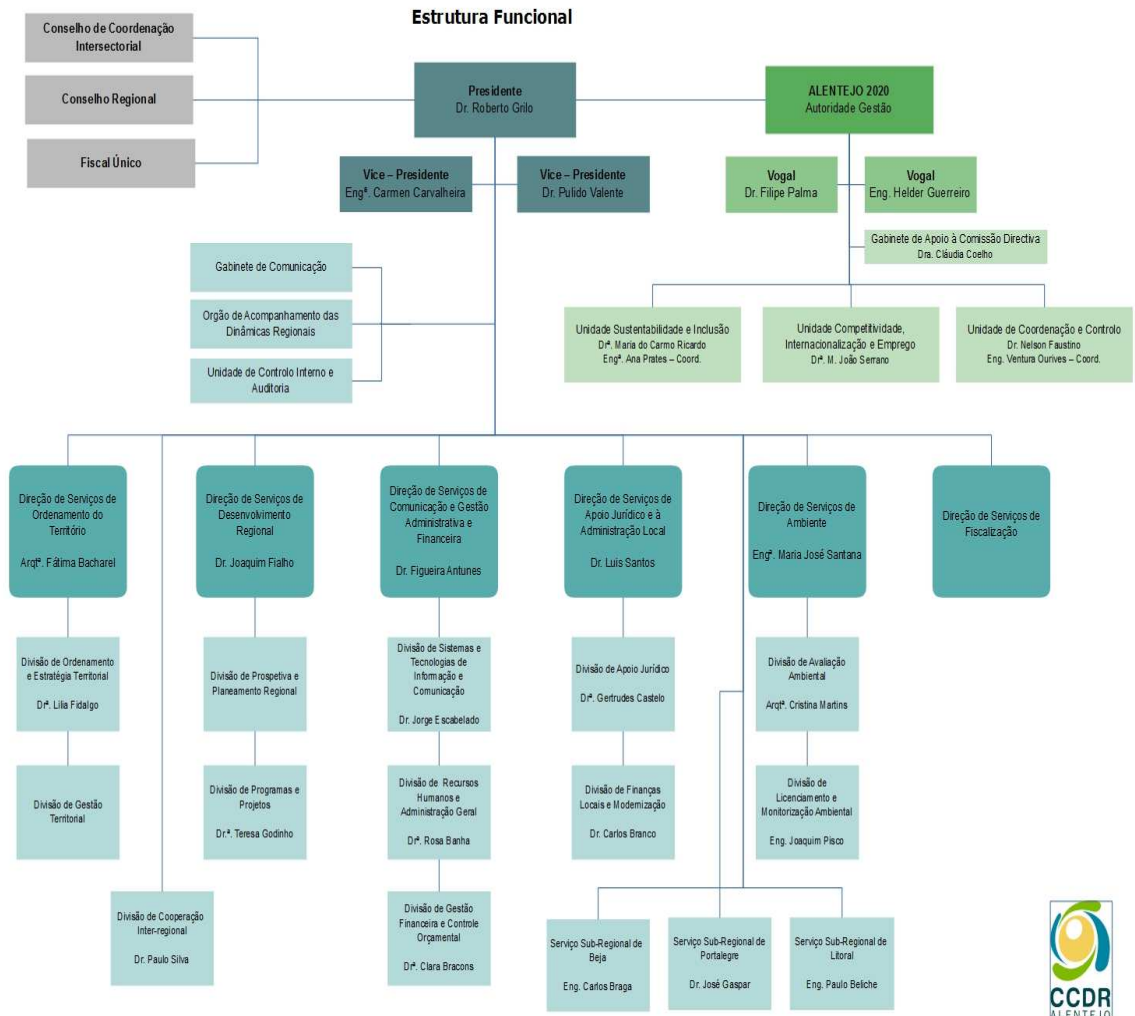 Estrutura Funcional
Conselho de Coordenação
Intersectorial
Conselho Regional
Fiscal Único
Presidente
Dr. Roberto Grilo
ALENTEJO 2020
Autoridade Gestão
Vice – Presidente
Engª. Carmen Carvalheira
Vice – Presidente
Dr. Pulido Valente
Vogal
Dr. Filipe Palma
Vogal
Eng. Helder Guerreiro
Gabinete de Apoio à Comissão Directiva
Dra. Cláudia Coelho
Gabinete de Comunicação
Orgão de Acompanhamento das
Dinâmicas Regionais
Unidade de Controlo Interno e
Auditoria
Unidade Sustentabilidade e Inclusão
Drª. Maria do Carmo Ricardo
Engª. Ana Prates – Coord.
Unidade Competitividade,
Internacionalização e Emprego
Drª. M. João Serrano
Unidade de Coordenação e Controlo
Dr. Nelson Faustino
Eng. Ventura Ourives – Coord.
Direção de Serviços de
Ordenamento do
Território
Arqtª. Fátima Bacharel
Direção de Serviços de
Desenvolvimento
Regional
Dr. Joaquim Fialho
Direção de Serviços de
Comunicação e Gestão
Administrativa e
Financeira
Dr. Figueira Antunes
Direção de Serviços de
Apoio Jurídico e à
Administração Local
Dr. Luis Santos
Direção de Serviços de
Ambiente
Engª. Maria José Santana
Direção de Serviços de
Fiscalização
Divisão de Ordenamento
e Estratégia Territorial
Drª. Lilia Fidalgo
Divisão de Prospetiva e
Planeamento Regional
Divisão de Sistemas e
Tecnologias de
Informação e
Comunicação
Dr. Jorge Escabelado
Divisão de Apoio Jurídico
Drª. Gertrudes Castelo
Divisão de Avaliação
Ambiental
Arqtª. Cristina Martins
Divisão de Gestão
Territorial
Divisão de Programas e
Projetos
Dr.ª. Teresa Godinho
Divisão de Recursos
Humanos e
Administração Geral
Drª. Rosa Banha
Divisão de Finanças
Locais e Modernização
Dr. Carlos Branco
Divisão de
Licenciamento e
Monitorização Ambiental
Eng. Joaquim Pisco
Divisão de Cooperação
Inter-regional
Dr. Paulo Silva
Divisão de Gestão
Financeira e Controle
Orçamental
Drª. Clara Bracons
Serviço Sub-Regional de
Beja
Eng. Carlos Braga
Serviço Sub-Regional de
Portalegre
Dr. José Gaspar
Serviço Sub-Regional de
Litoral
Eng. Paulo Beliche
CCDR
ALENTEJO